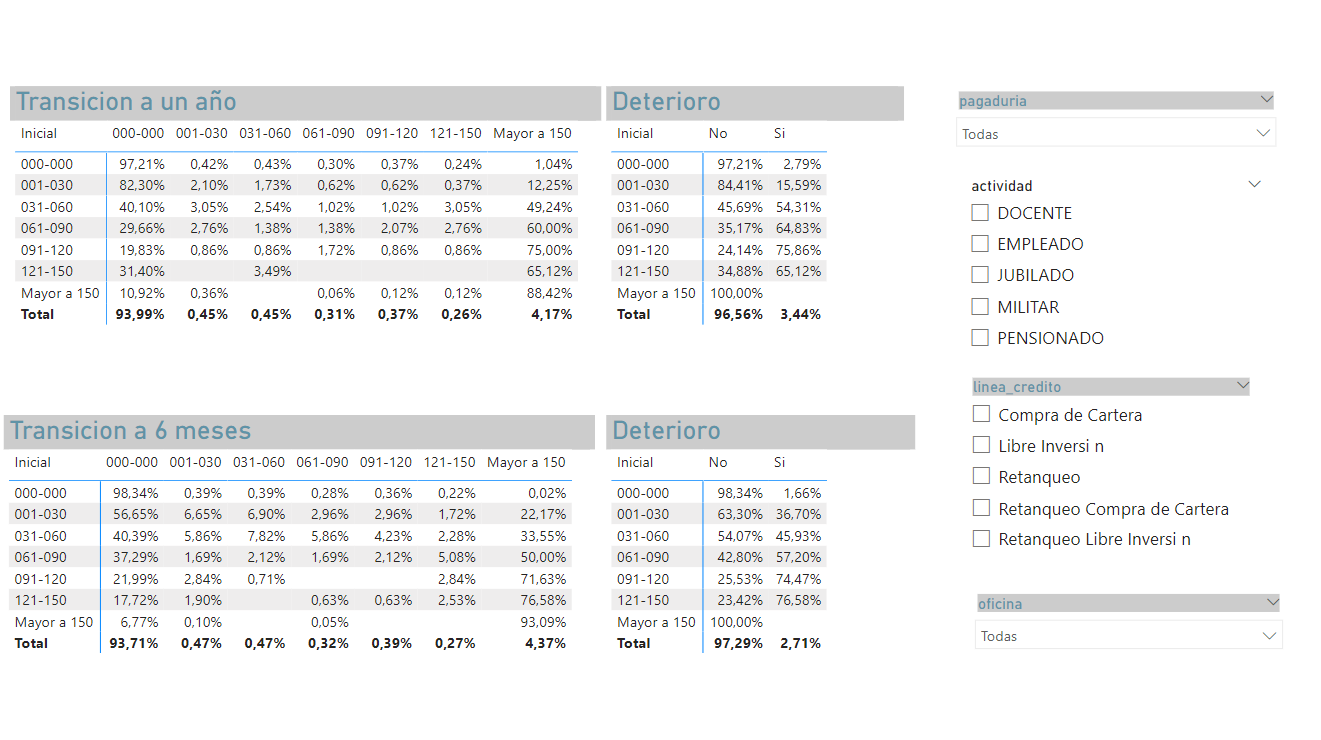 Transicion a un año
Inicial 000-000 001-030 031-060 061-090 091-120 121-150 Mayor a 150
000-000 97,21% 0,42% 0,43% 0,30% 0,37% 0,24% 1,04%
001-030 82,30% 2,10% 1,73% 0,62% 0,62% 0,37% 12,25%
031-060 40,10% 3,05% 2,54% 1,02% 1,02% 3,05% 49,24%
061-090 29,66% 2,76% 1,38% 1,38% 2,07% 2,76% 60,00%
091-120 19,83% 0,86% 0,86% 1,72% 0,86% 0,86% 75,00%
121-150 31,40% 3,49% 65,12%
Mayor a 150 10,92% 0,36% 0,06% 0,12% 0,12% 88,42%
Total 93,99% 0,45% 0,45% 0,31% 0,37% 0,26% 4,17%
Deterioro
Inicial No Si
000-000 97,21% 2,79%
001-030 84,41% 15,59%
031-060 45,69% 54,31%
061-090 35,17% 64,83%
091-120 24,14% 75,86%
121-150 34,88% 65,12%
Mayor a 150 100,00%
Total 96,56% 3,44%
Transicion a 6 meses
Inicial 000-000 001-030 031-060 061-090 091-120 121-150 Mayor a 150
000-000 98,34% 0,39% 0,39% 0,28% 0,36% 0,22% 0,02%
001-030 56,65% 6,65% 6,90% 2,96% 2,96% 1,72% 22,17%
031-060 40,39% 5,86% 7,82% 5,86% 4,23% 2,28% 33,55%
061-090 37,29% 1,69% 2,12% 1,69% 2,12% 5,08% 50,00%
091-120 21,99% 2,84% 0,71% 2,84% 71,63%
121-150 17,72% 1,90% 0,63% 0,63% 2,53% 76,58%
Mayor a 150 6,77% 0,10% 0,05% 93,09%
Total 93,71% 0,47% 0,47% 0,32% 0,39% 0,27% 4,37%
Deterioro
Inicial No Si
000-000 98,34% 1,66%
001-030 63,30% 36,70%
031-060 54,07% 45,93%
061-090 42,80% 57,20%
091-120 25,53% 74,47%
121-150 23,42% 76,58%
Mayor a 150 100,00%
Total 97,29% 2,71%
pagaduria
Todas
actividad
DOCENTE
EMPLEADO
JUBILADO
MILITAR
PENSIONADO
linea_credito
Compra de Cartera
Libre Inversi n
Retanqueo
Retanqueo Compra de Cartera
Retanqueo Libre Inversi n
oficina
Todas